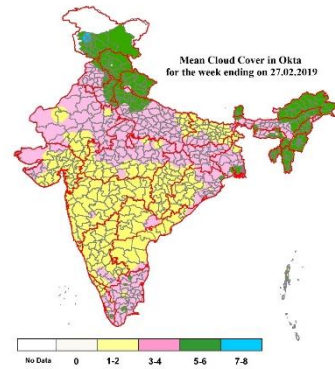 Mean Cloud Cover in Okta
for the week ending on 27.02.2019
No Data 0 1-2 3-4 5-6 7-8